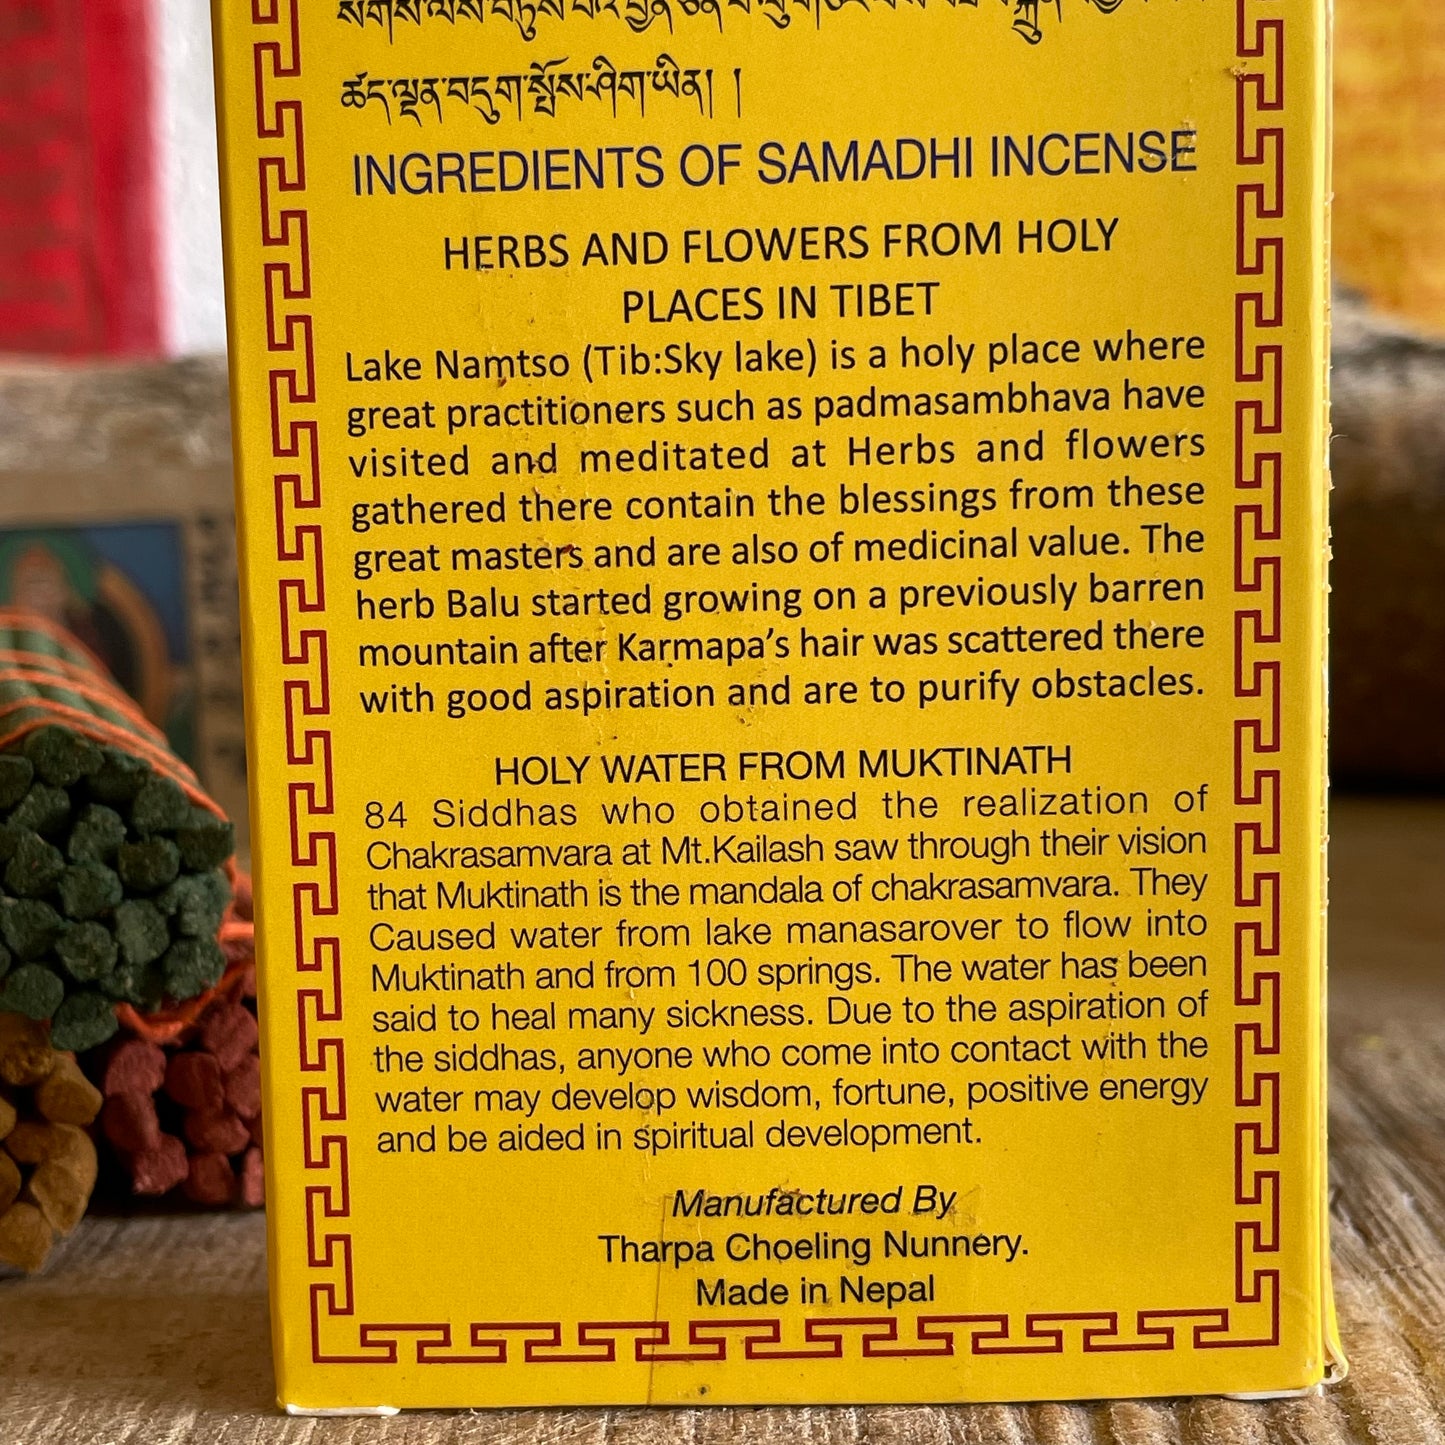 ཚད་ལྡན་བདུག་སྤོས་ཤིག་ཡིན། །
INGREDIENTS OF SAMADHI INCENSE
HERBS AND FLOWERS FROM HOLY
PLACES IN TIBET
Lake Namtso (Tib:Sky lake) is a holy place where
great practitioners such as padmasambhava have
visited and meditated at Herbs and flowers
gathered there contain the blessings from these
great masters and are also of medicinal value. The
herb Balu started growing on a previously barren
mountain after Karmapa’s hair was scattered there
with good aspiration and are to purify obstacles.
HOLY WATER FROM MUKTINATH
84 Siddhas who obtained the realization of
Chakrasamvara at Mt.Kailash saw through their vision
that Muktinath is the mandala of chakrasamvara. They
Caused water from lake manasarover to flow into
Muktinath and from 100 springs. The water has been
said to heal many sickness. Due to the aspiration of
the siddhas, anyone who come into contact with the
water may develop wisdom, fortune, positive energy
and be aided in spiritual development.
Manufactured By
Tharpa Choeling Nunnery.
Made in Nepal